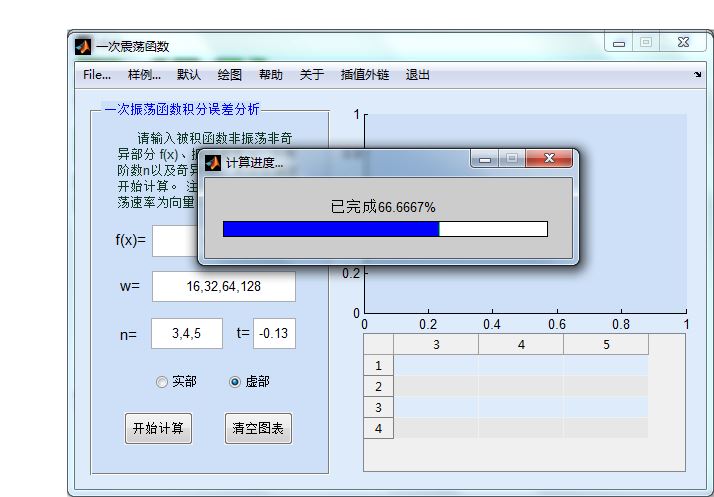 一次震荡函数
File... 样例... 默认 绘图 帮助 关于 插值外链 退出
一次振荡函数积分误差分析
请输入被积函数非振荡非奇
异部分 f(x)、
阶数n以及奇异
开始计算。 注
荡速率为向量
计算进度...
已完成66.6667%
f(x)=
w= 16,32,64,128
n= 3,4,5 t= -0.13
实部 虚部
开始计算 清空图表
1
0.2
0
0 0.2 0.4 0.6 0.8 1
3 4 5
1
2
3
4